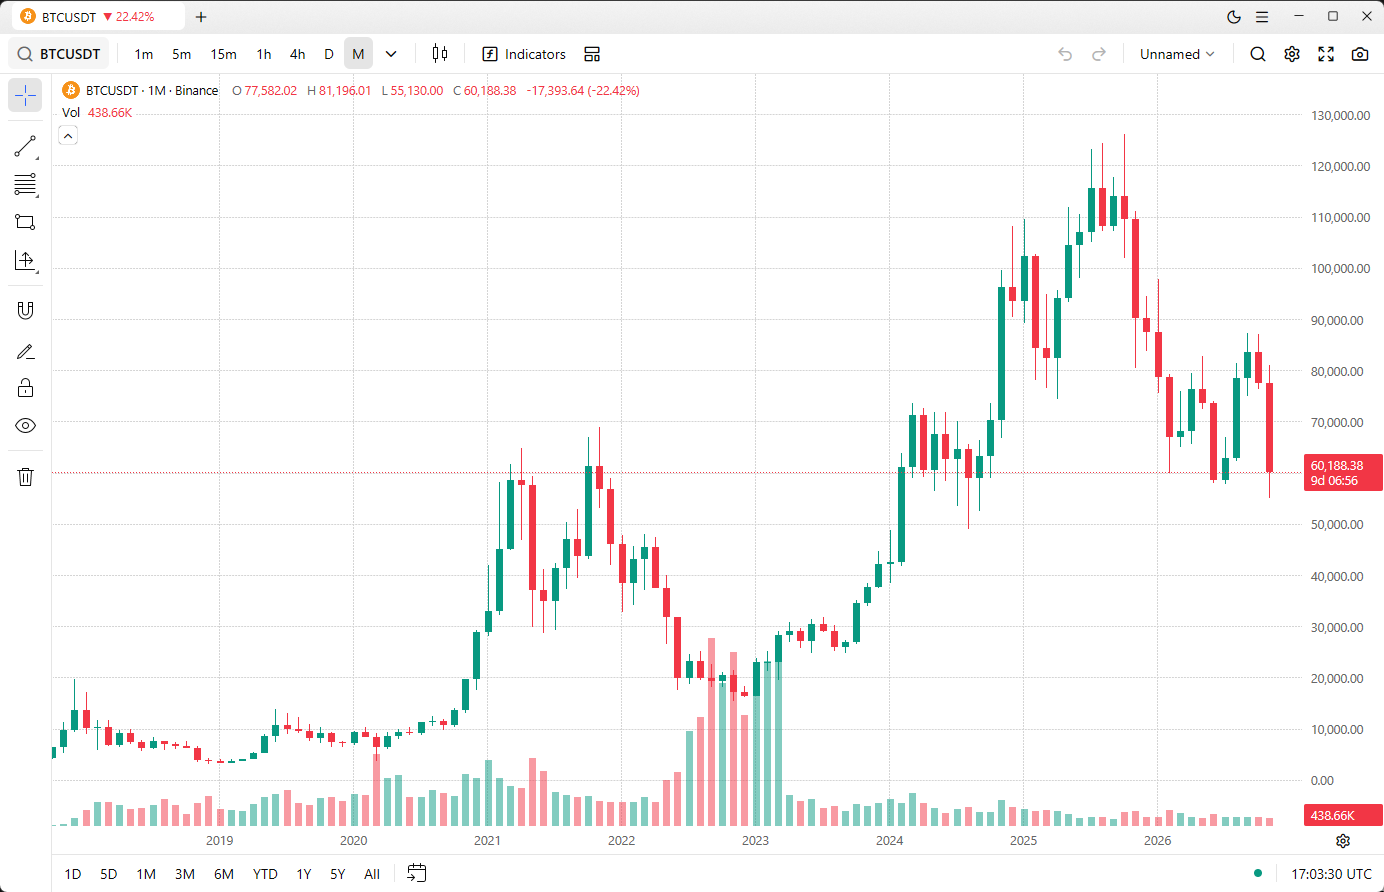 BTCUSDT ▼ 22.42%
BTCUSDT 1m 5m 15m 1h 4h D M Indicators Unnamed
BTCUSDT · 1M · Binance O 77,582.02 H 81,196.01 L 55,130.00 C 60,188.38 -17,393.64 (-22.42%)
Vol 438.66K
130,000.00
120,000.00
110,000.00
100,000.00
90,000.00
80,000.00
70,000.00
60,188.38
9d 06:56
50,000.00
40,000.00
30,000.00
20,000.00
10,000.00
0.00
438.66K
2019 2020 2021 2022 2023 2024 2025 2026
1D 5D 1M 3M 6M YTD 1Y 5Y All 17:03:30 UTC